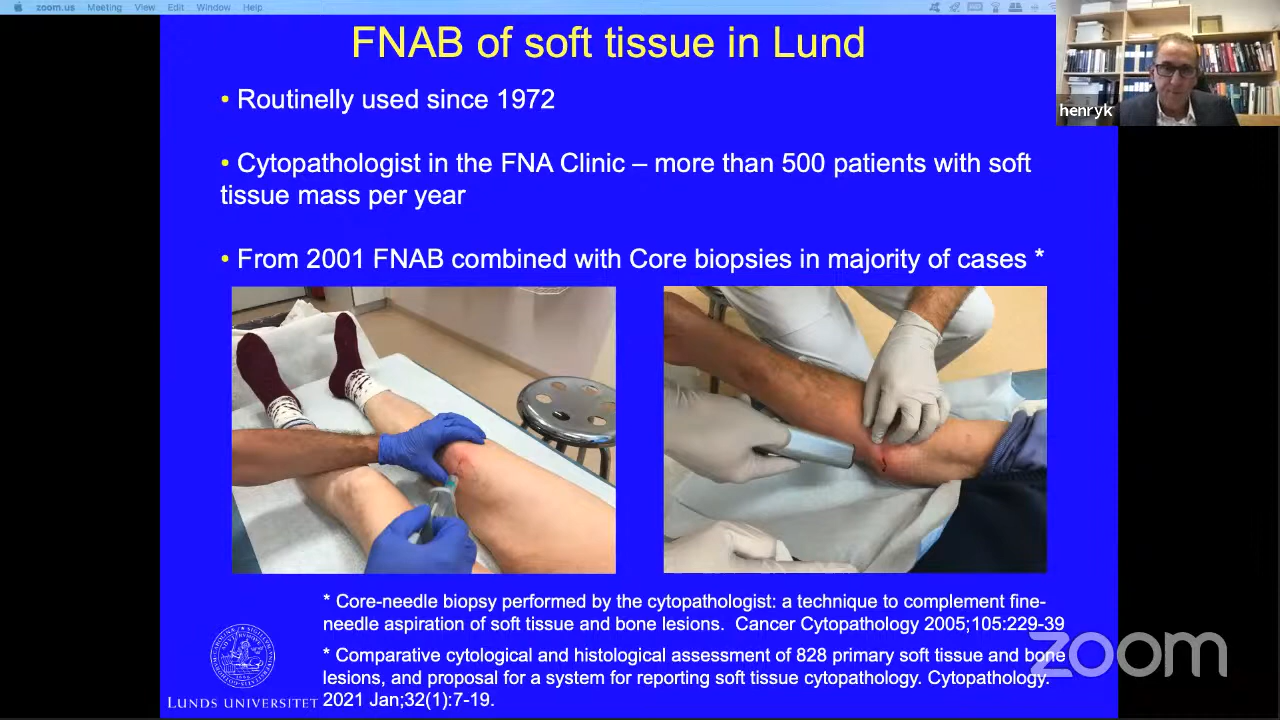 zoom.us Meeting View Edit Window Help
FNAB of soft tissue in Lund
henryk
• Routinelly used since 1972
• Cytopathologist in the FNA Clinic – more than 500 patients with soft
tissue mass per year
• From 2001 FNAB combined with Core biopsies in majority of cases *
* Core-needle biopsy performed by the cytopathologist: a technique to complement fine-
needle aspiration of soft tissue and bone lesions. Cancer Cytopathology 2005;105:229-39
* Comparative cytological and histological assessment of 828 primary soft tissue and bone
lesions, and proposal for a system for reporting soft tissue cytopathology. Cytopathology.
2021 Jan;32(1):7-19.
LUNDS UNIVERSITET
zoom